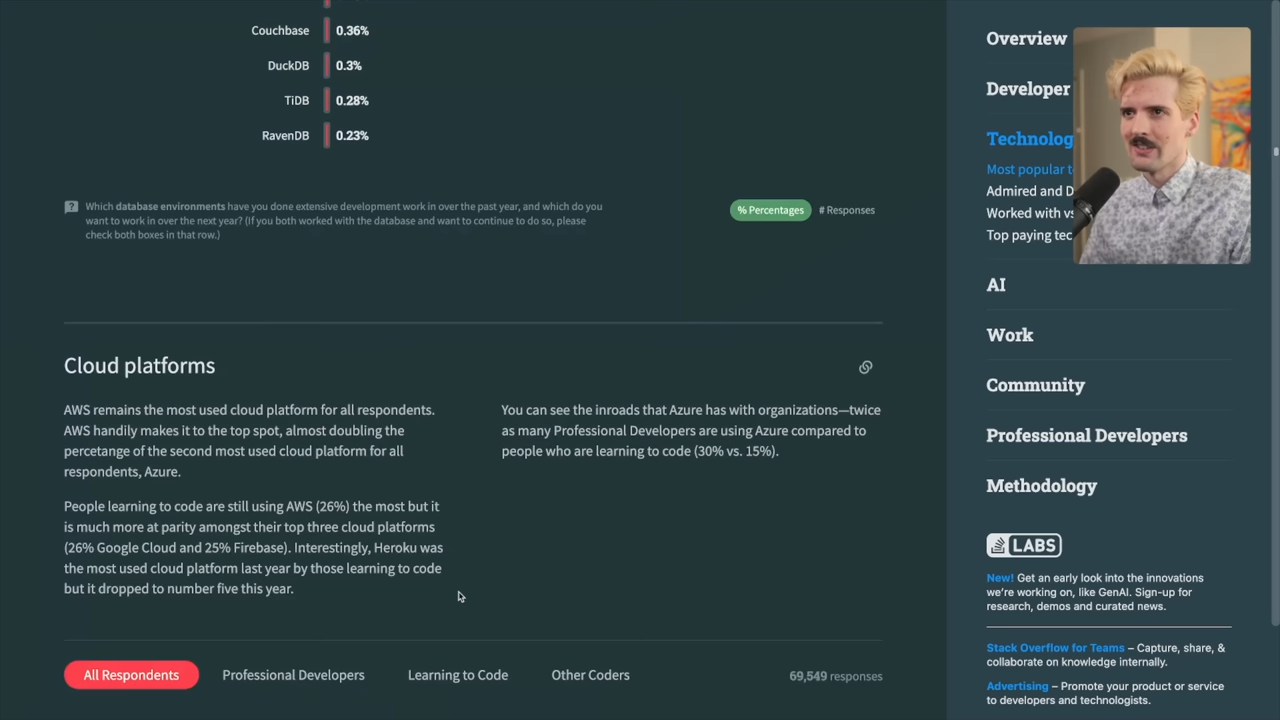 Couchbase 0.36%
DuckDB 0.3%
TiDB 0.28%
RavenDB 0.23%
Which database environments have you done extensive development work in over the past year, and which do you
want to work in over the next year? (If you both worked with the database and want to continue to do so, please
check both boxes in that row.)
% Percentages # Responses
Cloud platforms
AWS remains the most used cloud platform for all respondents.
AWS handily makes it to the top spot, almost doubling the
percetange of the second most used cloud platform for all
respondents, Azure.
People learning to code are still using AWS (26%) the most but it
is much more at parity amongst their top three cloud platforms
(26% Google Cloud and 25% Firebase). Interestingly, Heroku was
the most used cloud platform last year by those learning to code
but it dropped to number five this year.
You can see the inroads that Azure has with organizations—twice
as many Professional Developers are using Azure compared to
people who are learning to code (30% vs. 15%).
All Respondents Professional Developers Learning to Code Other Coders 69,549 responses
Overview
Developer
Technolog
Most popular t
Admired and D
Worked with vs
Top paying tec
AI
Work
Community
Professional Developers
Methodology
LABS
New! Get an early look into the innovations
we're working on, like GenAI. Sign-up for
research, demos and curated news.
Stack Overflow for Teams – Capture, share, &
collaborate on knowledge internally.
Advertising – Promote your product or service
to developers and technologists.